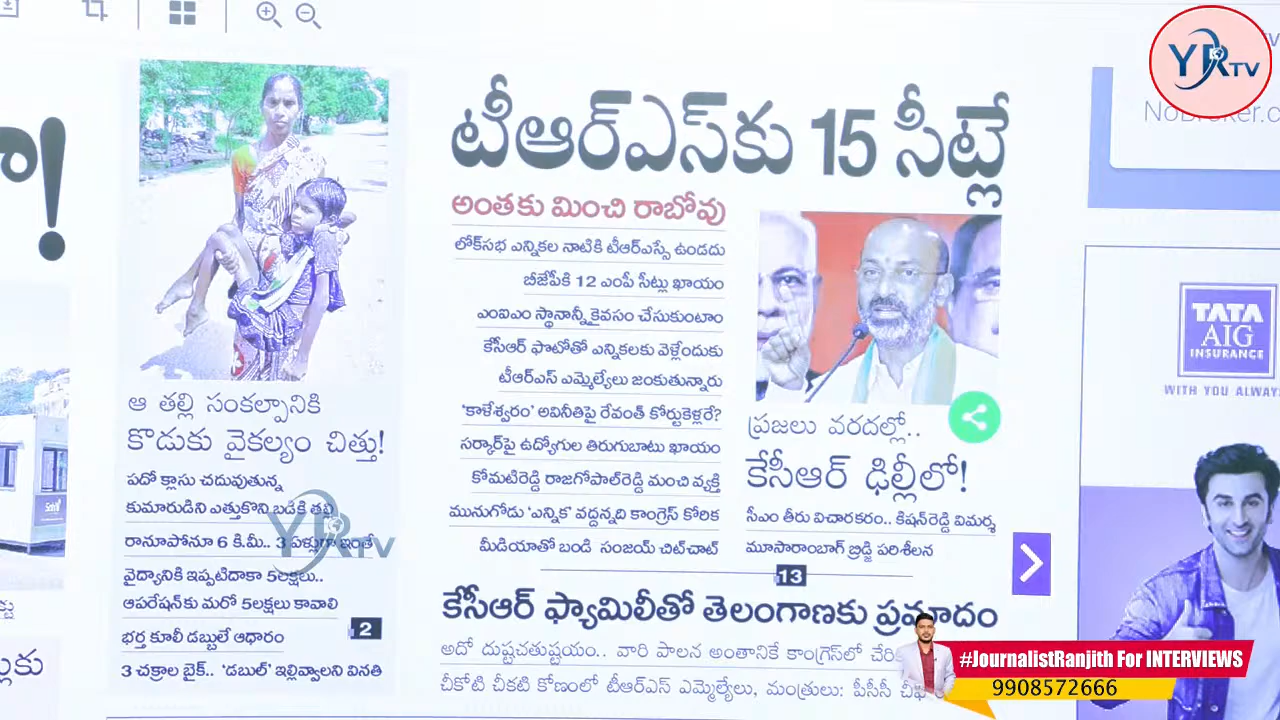 YRTV
NoBroker.c
టీఆర్ఎస్‌కు 15 సీట్లే
అంతకు మించి రాబోవు
లోక్‌సభ ఎన్నికల నాటికి టీఆర్ఎస్సే ఉండదు
బీజేపీకి 12 ఎంపీ సీట్లు ఖాయం
ఎంఐఎం స్థానాన్నీ కైవసం చేసుకుంటాం
కేసీఆర్ ఫొటోతో ఎన్నికలకు వెళ్లేందుకు
టీఆర్ఎస్ ఎమ్మెల్యేలు జంకుతున్నారు
‘కాళేశ్వరం’ అవినీతిపై రేవంత్ కోర్టుకెళ్లరే?
సర్కార్‌పై ఉద్యోగుల తిరుగుబాటు ఖాయం
కోమటిరెడ్డి రాజగోపాల్‌రెడ్డి మంచి వ్యక్తి
మునుగోడు ‘ఎన్నిక’ వద్దన్నది కాంగ్రెస్ కోరిక
మీడియాతో బండి సంజయ్ చిట్‌చాట్
ప్రజలు వరదల్లో..
కేసీఆర్ ఢిల్లీలో!
సీఎం తీరు విచారకరం.. కిషన్‌రెడ్డి విమర్శ
మూసారాంబాగ్ బ్రిడ్జి పరిశీలన
13
ఆ తల్లి సంకల్పానికి
కొడుకు వైకల్యం చిత్తు!
పదో క్లాసు చదువుతున్న
కుమారుడిని ఎత్తుకొని బడికి తల్లి
రానూపోనూ 6 కి.మీ.. 3 ఏళ్లుగా ఇంతే
వైద్యానికి ఇప్పటిదాకా 5లక్షలు..
ఆపరేషన్‌కు మరో 5లక్షలు కావాలి
భర్త కూలీ డబ్బులే ఆధారం
2
3 చక్రాల బైక్.. ‘డబుల్’ ఇల్లివ్వాలని వినతి
YRTV
కేసీఆర్ ఫ్యామిలీతో తెలంగాణకు ప్రమాదం
అదో దుష్టచతుష్టయం.. వారి పాలన అంతానికే కాంగ్రెస్‌లో
చీకోటి చీకటి కోణంలో టీఆర్ఎస్ ఎమ్మెల్యేలు, మంత్రులు: పీసీసీ
TATA
AIG
INSURANCE
WITH YOU ALWAYS
#JournalistRanjith For INTERVIEWS
9908572666